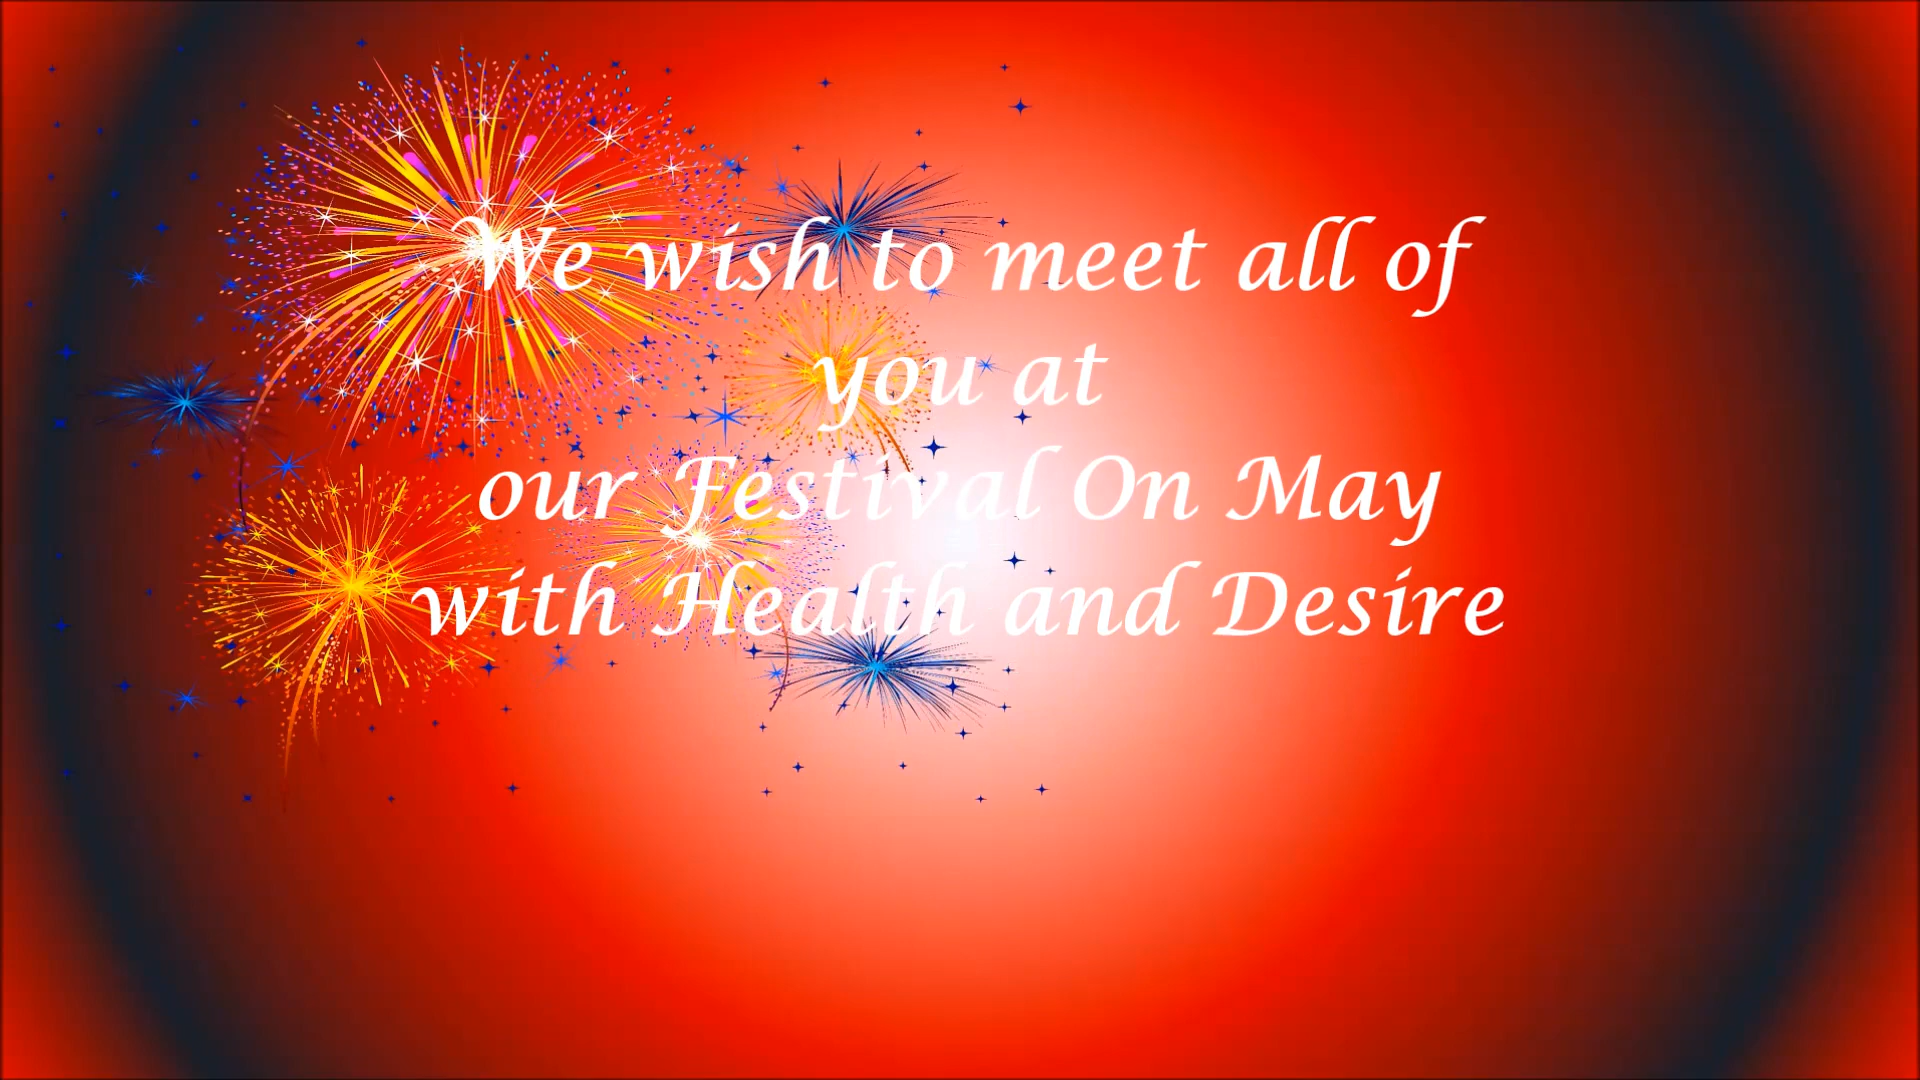 We wish to meet all of
you at
our Festival On May
with Health and Desire